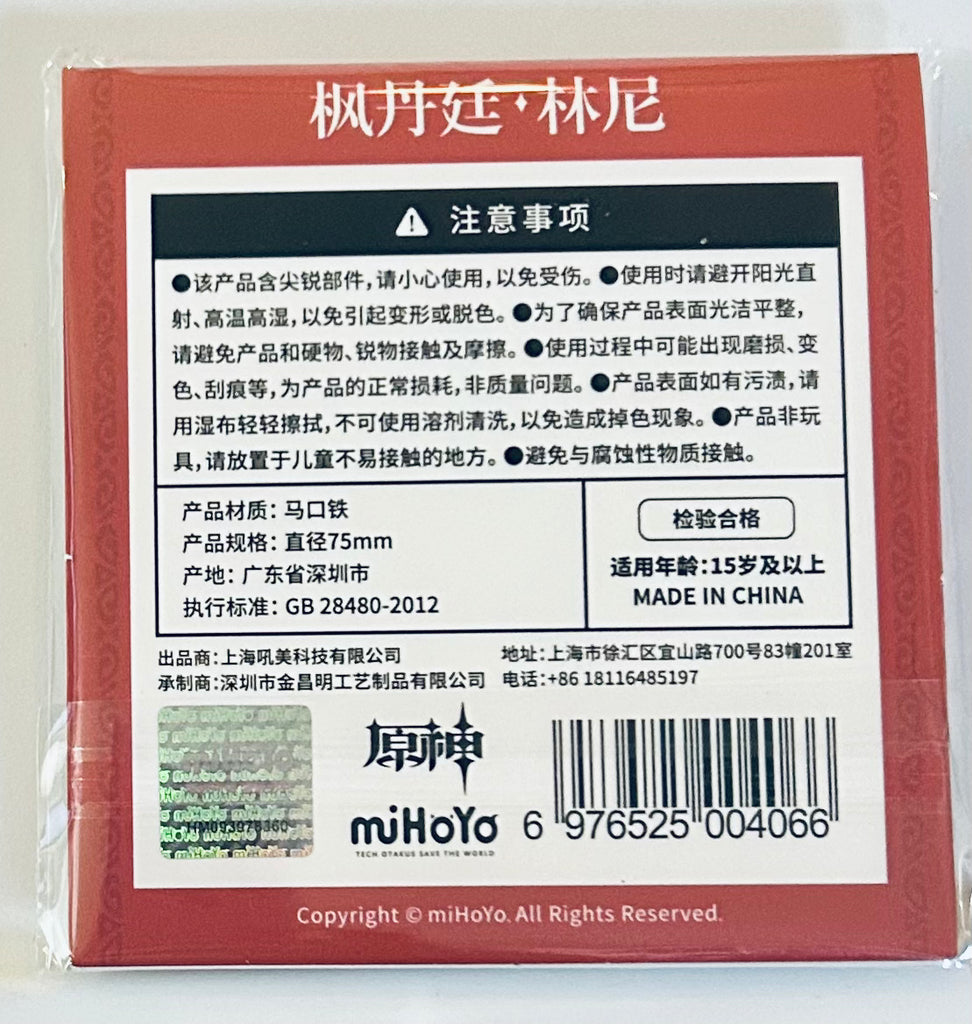 枫丹廷·林尼
注意事项
●该产品含尖锐部件,请小心使用,以免受伤。●使用时请避开阳光直
射、高温高湿,以免引起变形或脱色。●为了确保产品表面光洁平整,
请避免产品和硬物、锐物接触及摩擦。●使用过程中可能出现磨损、变
色、刮痕等,为产品的正常损耗,非质量问题。●产品表面如有污渍,请
用湿布轻轻擦拭,不可使用溶剂清洗,以免造成掉色现象。●产品非玩
具,请放置于儿童不易接触的地方。●避免与腐蚀性物质接触。
产品材质：马口铁
产品规格：直径75mm
产地：广东省深圳市
执行标准：GB 28480-2012
检验合格
适用年龄：15岁及以上
MADE IN CHINA
出品商：上海吼美科技有限公司
承制商：深圳市金昌明工艺制品有限公司
地址：上海市徐汇区宜山路700号83幢201室
电话：+86 18116485197
原神
miHoYo
TECH OTAKUS SAVE THE WORLD
6 976525 004066
Copyright © miHoYo. All Rights Reserved.